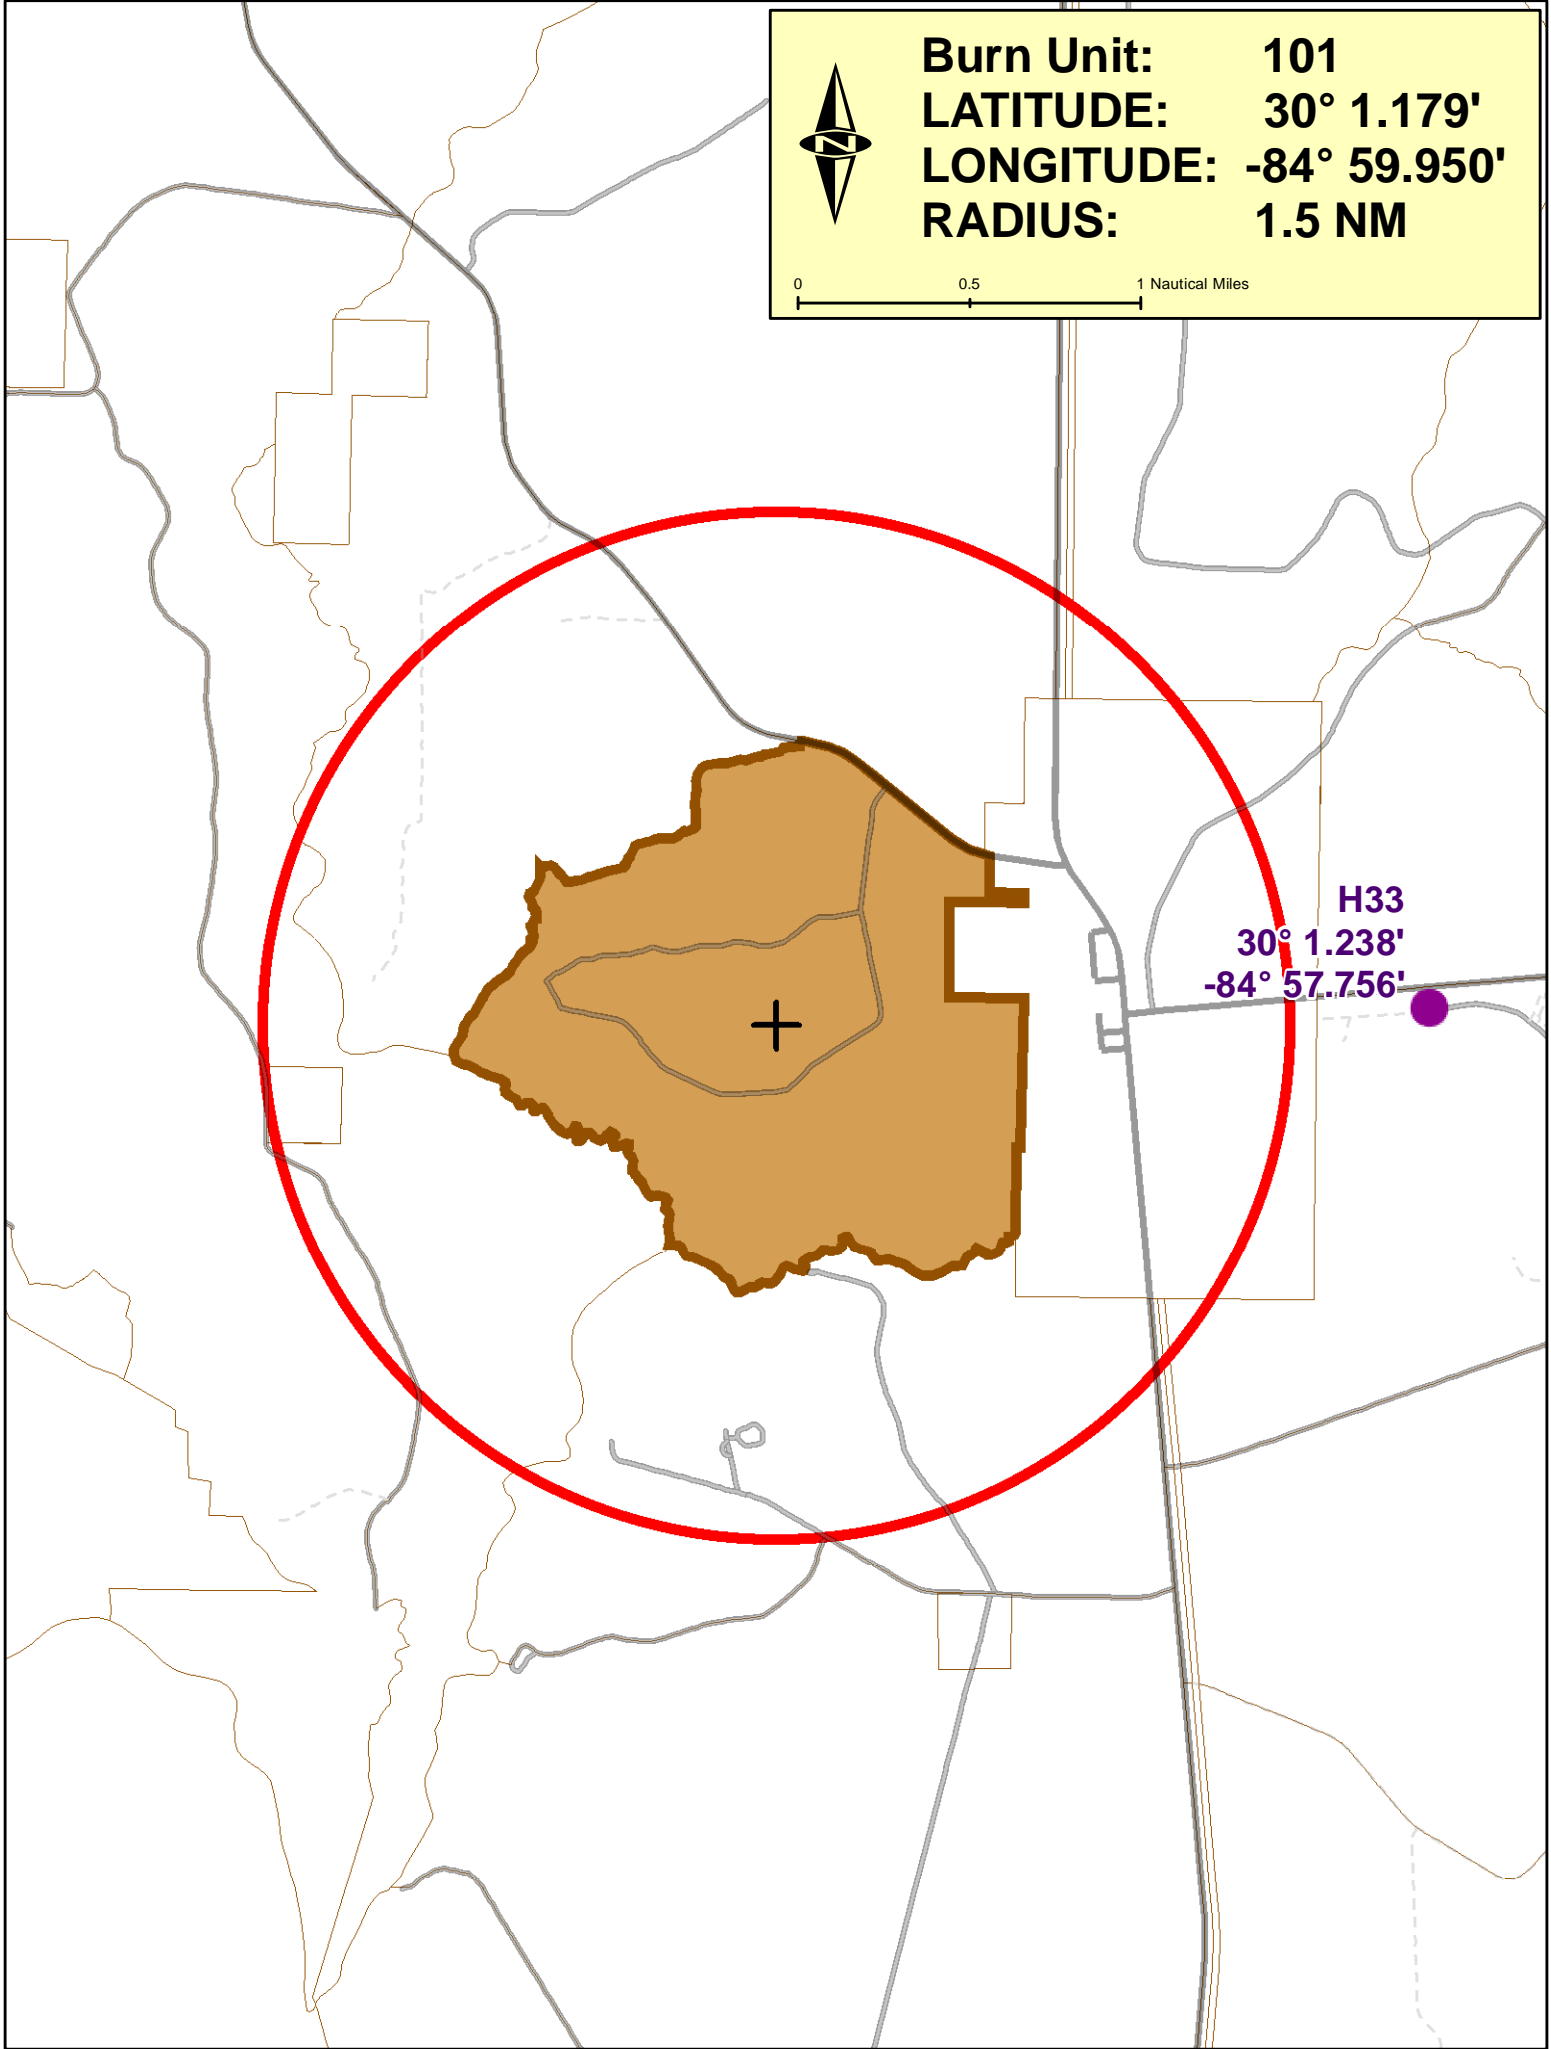 Burn Unit: 101
LATITUDE: 30° 1.179'
LONGITUDE: -84° 59.950'
RADIUS: 1.5 NM
N
0 0.5 1 Nautical Miles
H33
30° 1.238'
-84° 57.756'